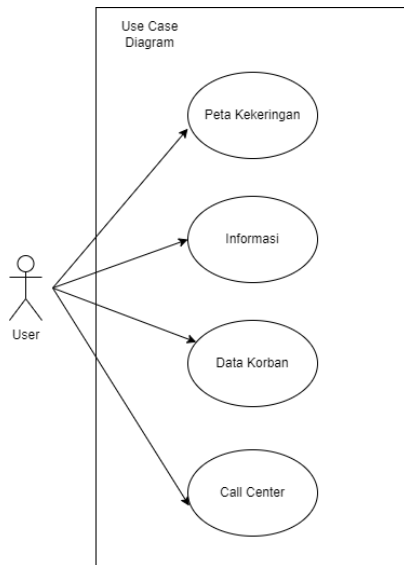 Use Case
Diagram
Peta Kekeringan
Informasi
User
Data Korban
Call Center